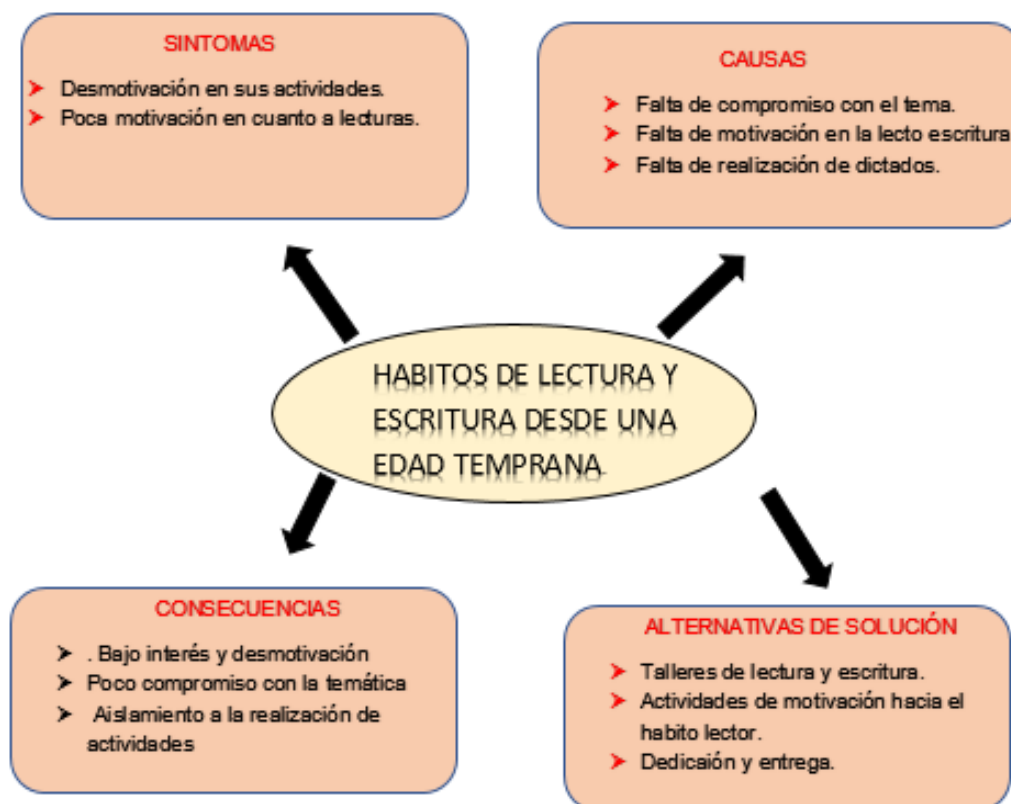 SINTOMAS
➤ Desmotivación en sus actividades.
➤ Poca motivación en cuanto a lecturas.
CAUSAS
➤ Falta de compromiso con el tema.
➤ Falta de motivación en la lecto escritura
➤ Falta de realización de dictados.
HABITOS DE LECTURA Y
ESCRITURA DESDE UNA
EDAD TEMPRANA.
CONSECUENCIAS
➤ . Bajo interés y desmotivación
➤ Poco compromiso con la temática
➤ Aislamiento a la realización de
actividades
ALTERNATIVAS DE SOLUCIÓN
➤ Talleres de lectura y escritura.
➤ Actividades de motivación hacia el
habito lector.
➤ Dedicaión y entrega.